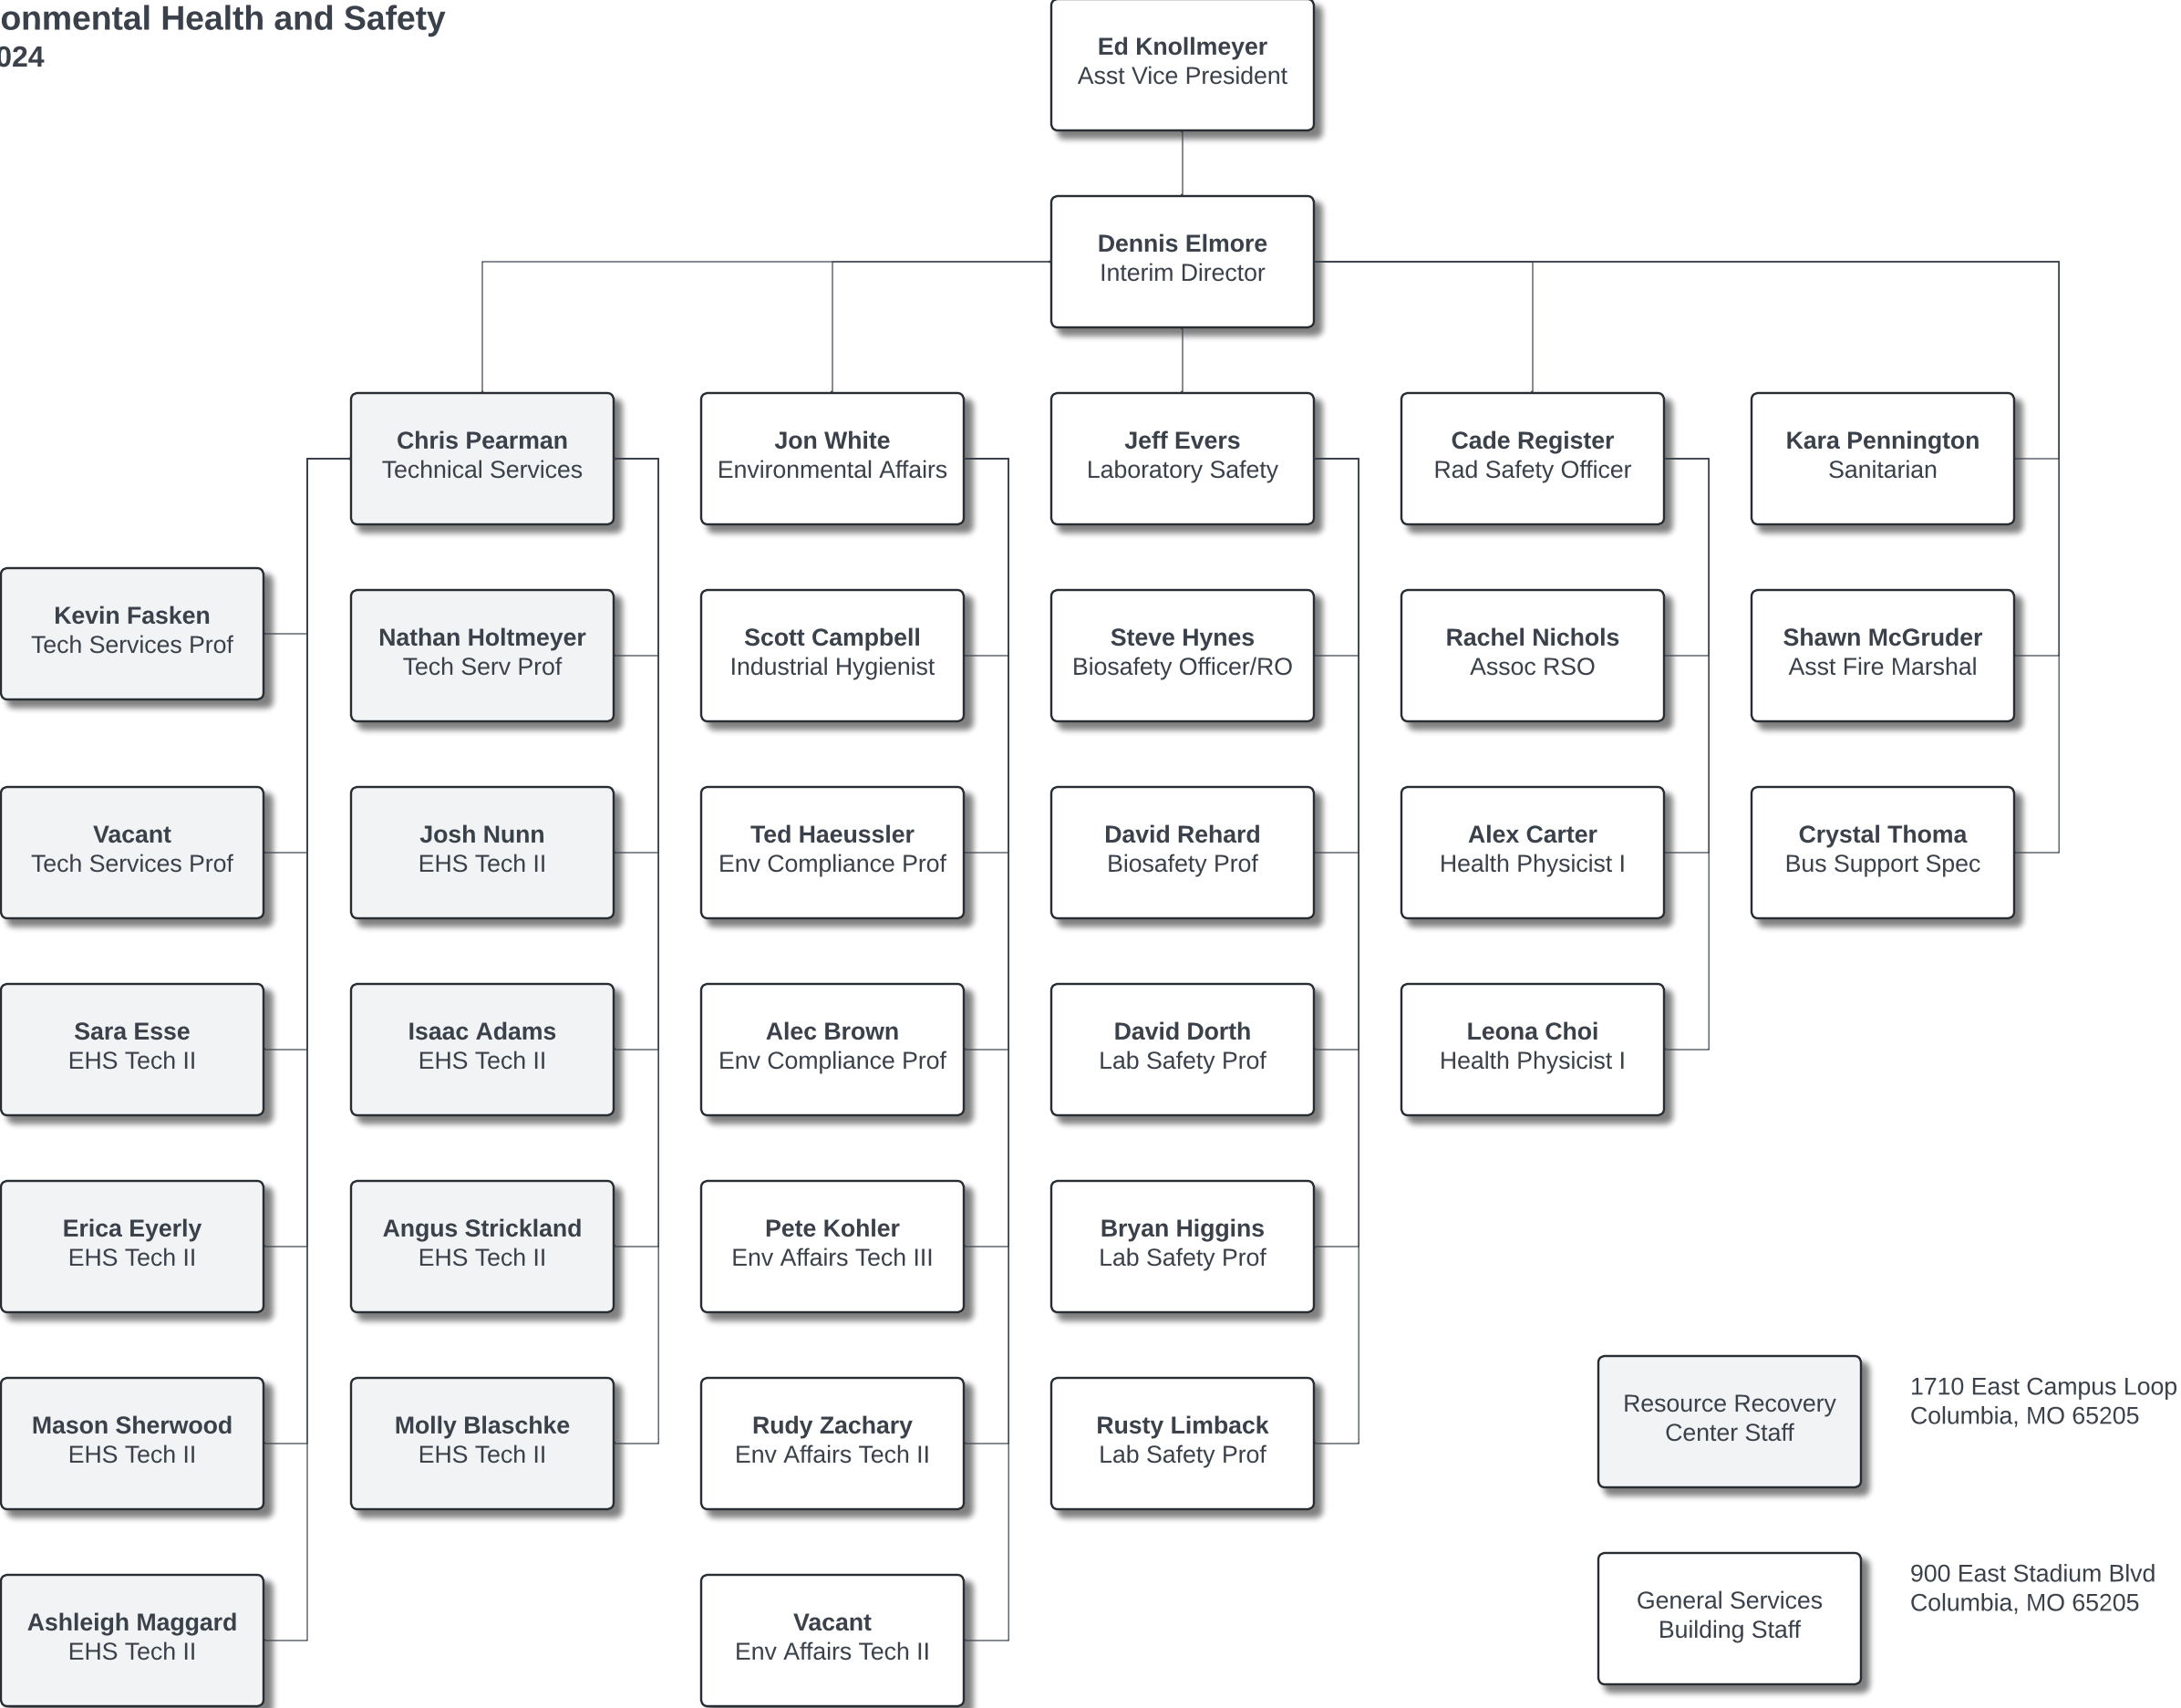 onmental Health and Safety
024
Ed Knollmeyer
Asst Vice President
Dennis Elmore
Interim Director
Chris Pearman
Technical Services
Jon White
Environmental Affairs
Jeff Evers
Laboratory Safety
Cade Register
Rad Safety Officer
Kara Pennington
Sanitarian
Kevin Fasken
Tech Services Prof
Nathan Holtmeyer
Tech Serv Prof
Scott Campbell
Industrial Hygienist
Steve Hynes
Biosafety Officer/RO
Rachel Nichols
Assoc RSO
Shawn McGruder
Asst Fire Marshal
Vacant
Tech Services Prof
Josh Nunn
EHS Tech II
Ted Haeussler
Env Compliance Prof
David Rehard
Biosafety Prof
Alex Carter
Health Physicist I
Crystal Thoma
Bus Support Spec
Sara Esse
EHS Tech II
Isaac Adams
EHS Tech II
Alec Brown
Env Compliance Prof
David Dorth
Lab Safety Prof
Leona Choi
Health Physicist I
Erica Eyerly
EHS Tech II
Angus Strickland
EHS Tech II
Pete Kohler
Env Affairs Tech III
Bryan Higgins
Lab Safety Prof
Mason Sherwood
EHS Tech II
Molly Blaschke
EHS Tech II
Rudy Zachary
Env Affairs Tech II
Rusty Limback
Lab Safety Prof
Resource Recovery
Center Staff
1710 East Campus Loop
Columbia, MO 65205
Ashleigh Maggard
EHS Tech II
Vacant
Env Affairs Tech II
General Services
Building Staff
900 East Stadium Blvd
Columbia, MO 65205